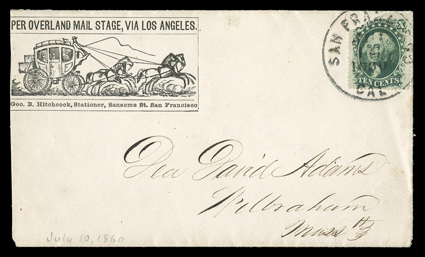 PER OVERLAND MAIL STAGE, VIA LOS ANGELES.
Geo. B. Hitchcock, Stationer, Sansome St. San Francisco
SAN FRANCISCO
CAL
TEN CENTS
Dea David Adams
Wilbraham
Mass
July 10, 1860